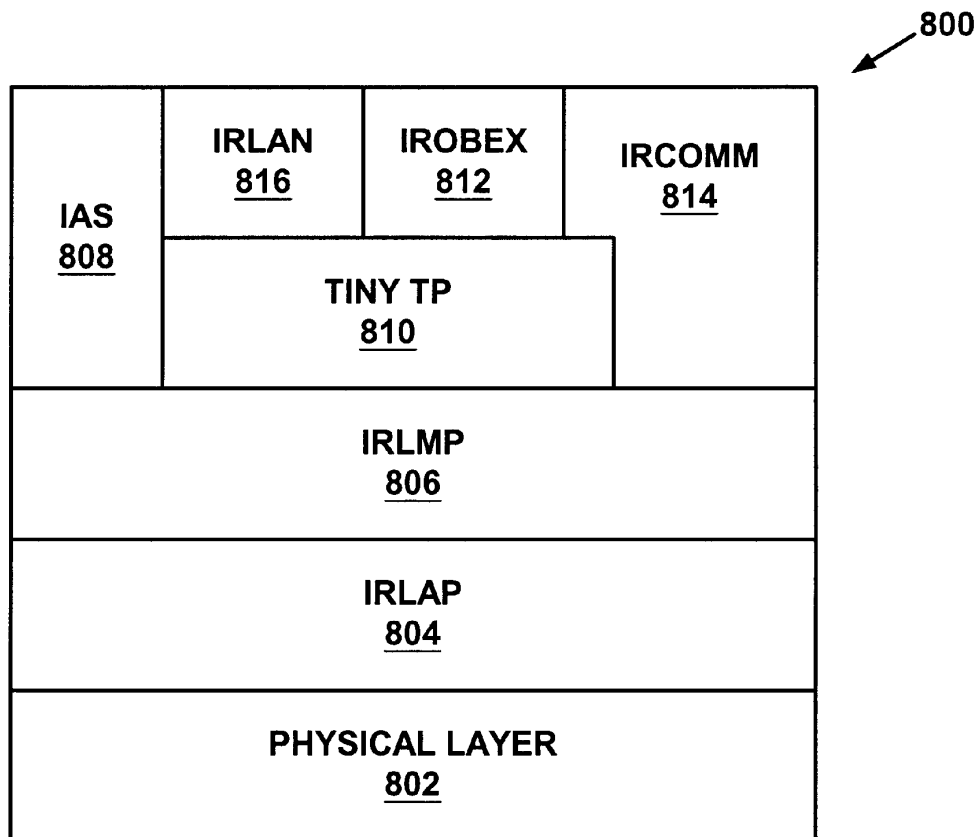 800
IRLAN
816
IROBEX
812
IRCOMM
814
IAS
808
TINY TP
810
IRLMP
806
IRLAP
804
PHYSICAL LAYER
802